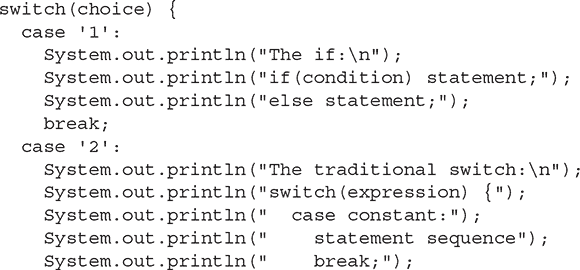 switch(choice) {
  case '1':
    System.out.println("The if:\n");
    System.out.println("if(condition) statement;");
    System.out.println("else statement;");
    break;
  case '2':
    System.out.println("The traditional switch:\n");
    System.out.println("switch(expression) {");
    System.out.println("  case constant:");
    System.out.println("    statement sequence");
    System.out.println("    break;");